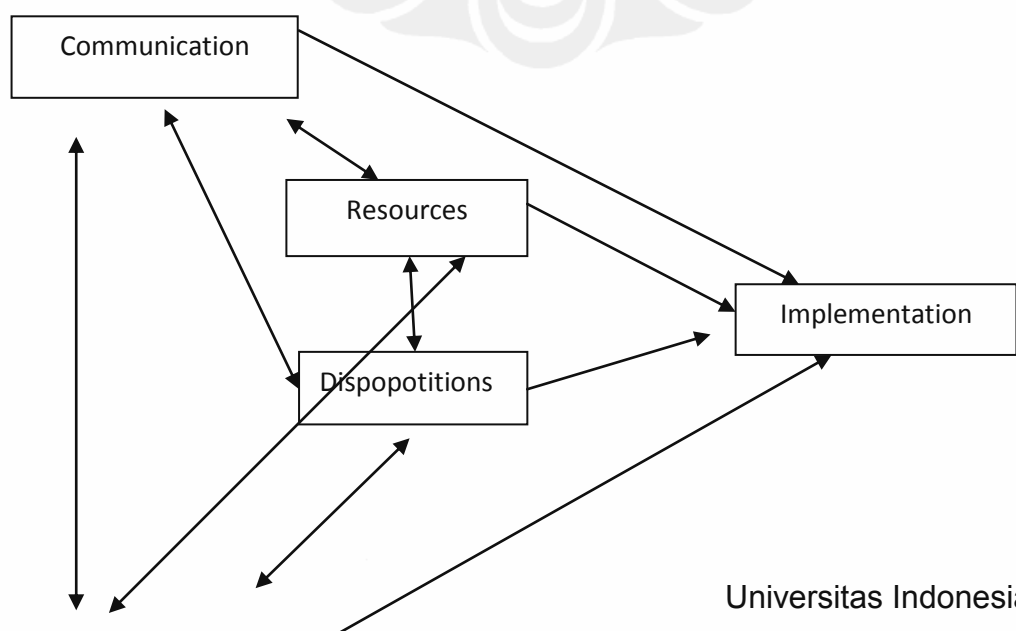 Communication
Resources
Implementation
Dispopotitions
Universitas Indonesia